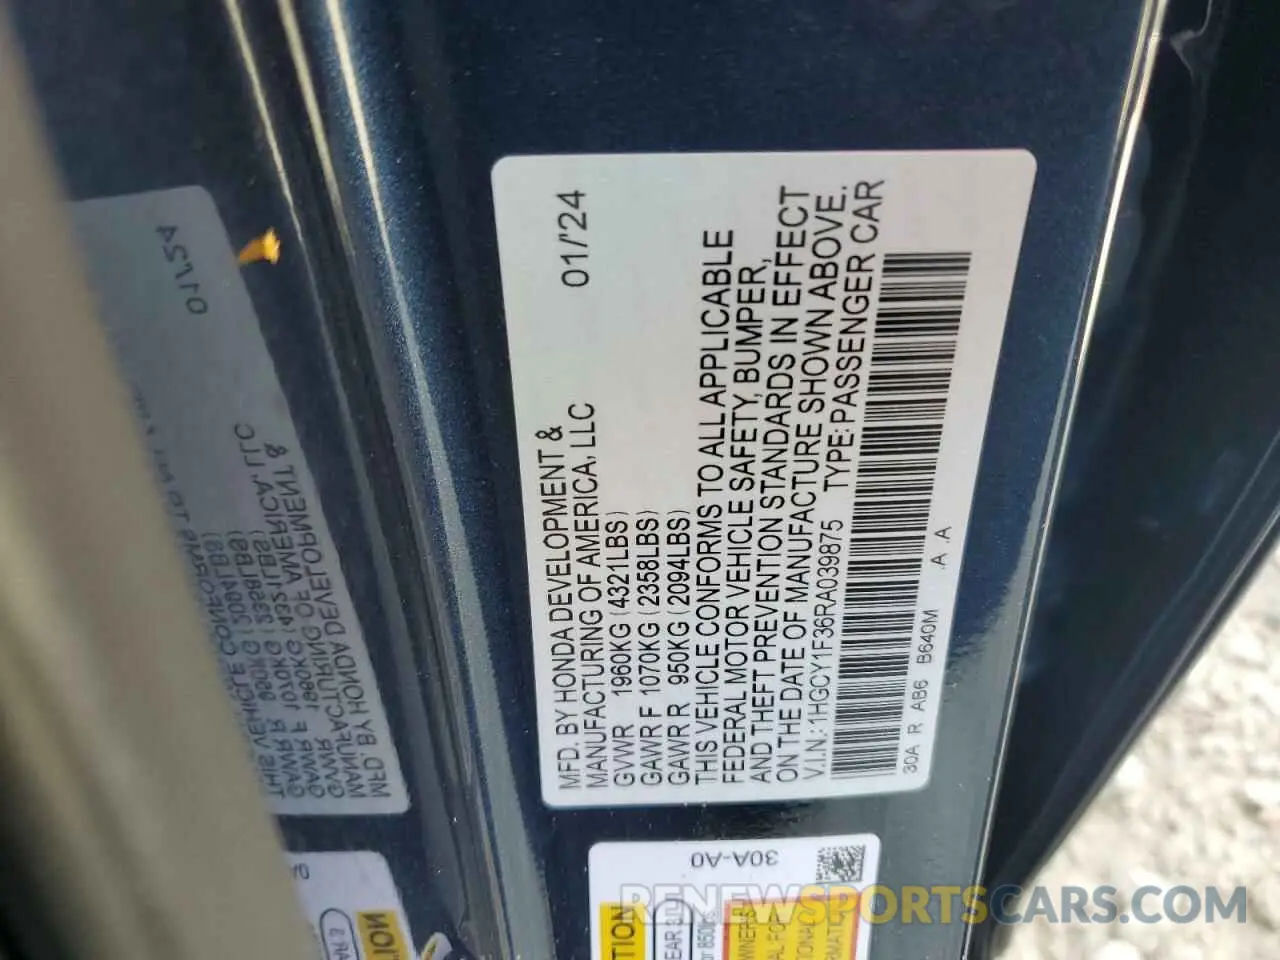 MFD. BY HONDA DEVELOPMENT &
MANUFACTURING OF AMERICA, LLC 01/'24
GVWR 1960KG (4321LBS)
GAWR F 1070KG (2358LBS)
GAWR R 950KG (2094LBS)
THIS VEHICLE CONFORMS TO ALL APPLICABLE
FEDERAL MOTOR VEHICLE SAFETY, BUMPER,
AND THEFT PREVENTION STANDARDS IN EFFECT
ON THE DATE OF MANUFACTURE SHOWN ABOVE.
V.I.N.: 1HGCY1F36RA039875 TYPE: PASSENGER CAR
30A R AB6 B640M .A .A
30A-A0
RENEWSPORTSCARS.COM